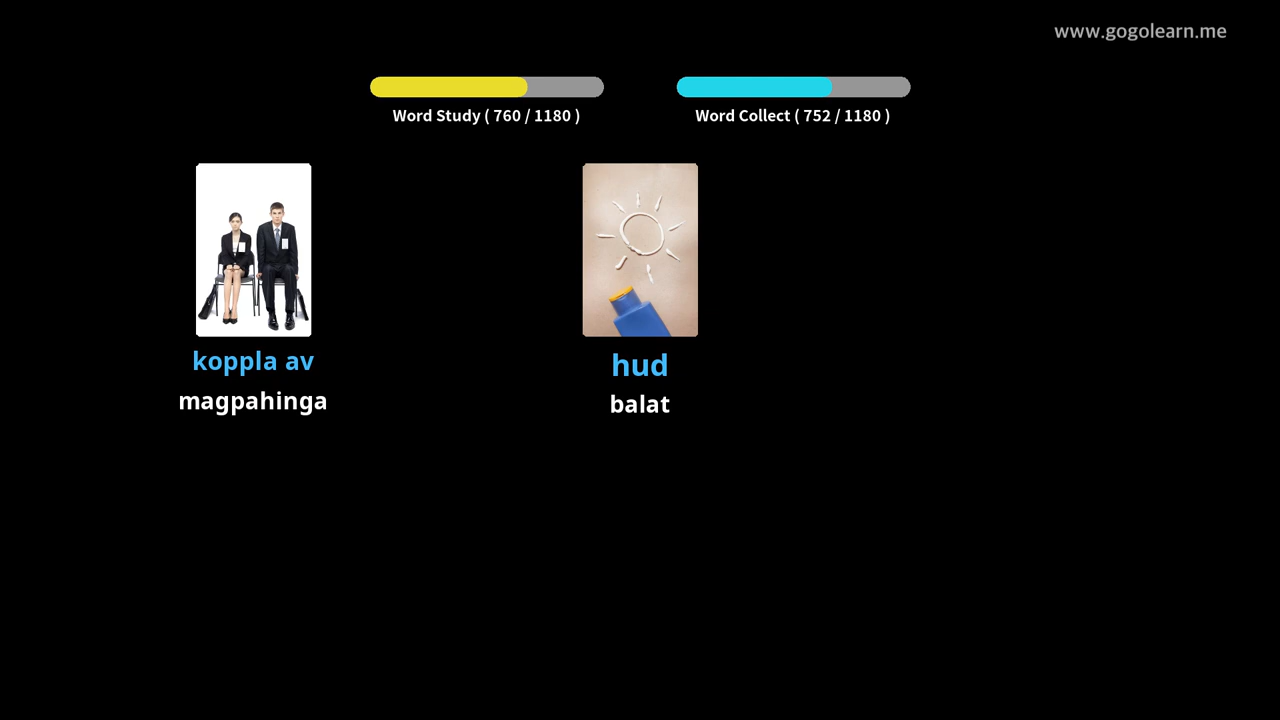 www.gogolearn.me
Word Study ( 760 / 1180 )
Word Collect ( 752 / 1180 )
koppla av
magpahinga
hud
balat